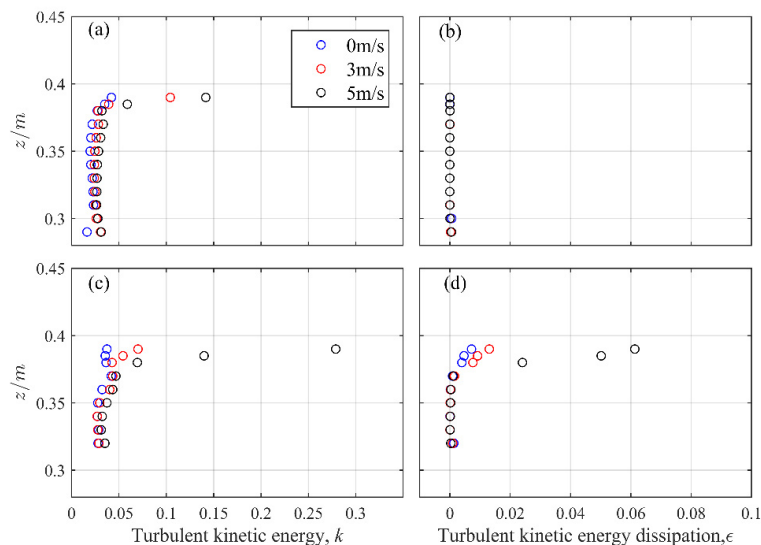 0.45
(a)
(b)
0m/s
3m/s
5m/s
0.4
z/m
0.35
0.3
0.45
(c)
(d)
0.4
z/m
0.35
0.3
0 0.05 0.1 0.15 0.2 0.25 0.3
0 0.02 0.04 0.06 0.08 0.1
Turbulent kinetic energy, k
Turbulent kinetic energy dissipation,ϵ